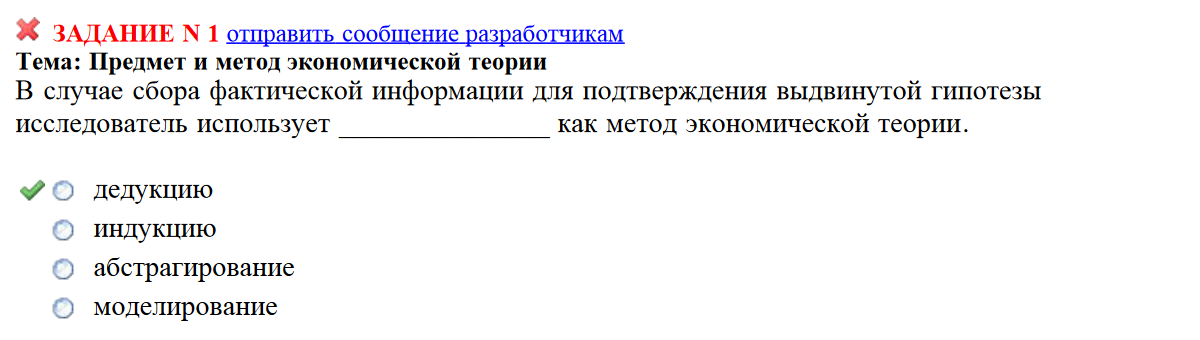 ЗАДАНИЕ N 1 отправить сообщение разработчикам
Тема: Предмет и метод экономической теории
В случае сбора фактической информации для подтверждения выдвинутой гипотезы
исследователь использует _______________ как метод экономической теории.
дедукцию
индукцию
абстрагирование
моделирование